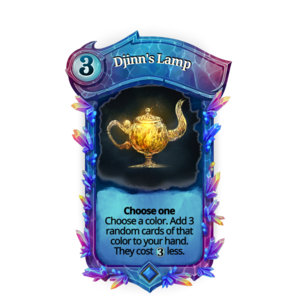 3
Djinn's Lamp
Choose one
Choose a color. Add 3
random cards of that
color to your hand.
They cost 3 less.